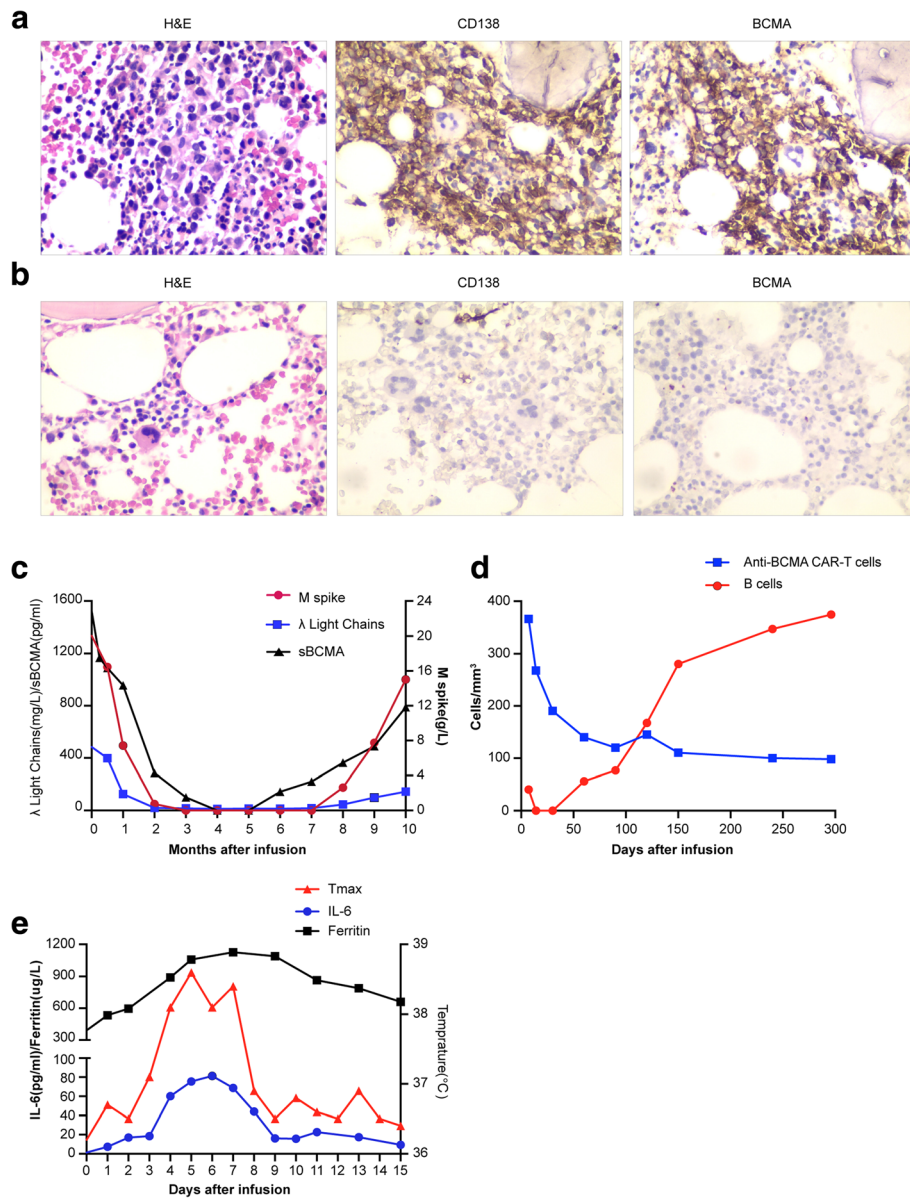 a
H&E
CD138
BCMA
b
H&E
CD138
BCMA
c
M spike
λ Light Chains
sBCMA
λ Light Chains(mg/L)/sBCMA(pg/ml)
1600
1200
800
400
0
24
20
16
12
8
4
0
M spike(g/L)
0 1 2 3 4 5 6 7 8 9 10
Months after infusion
d
Anti-BCMA CAR-T cells
B cells
Cells/mm³
400
300
200
100
0
0 50 100 150 200 250 300
Days after infusion
e
Tmax
IL-6
Ferritin
IL-6(pg/ml)/Ferritin(ug/L)
1200
900
600
300
100
80
60
40
20
0
39
38
37
36
Temprature(°C)
0 1 2 3 4 5 6 7 8 9 10 11 12 13 14 15
Days after infusion